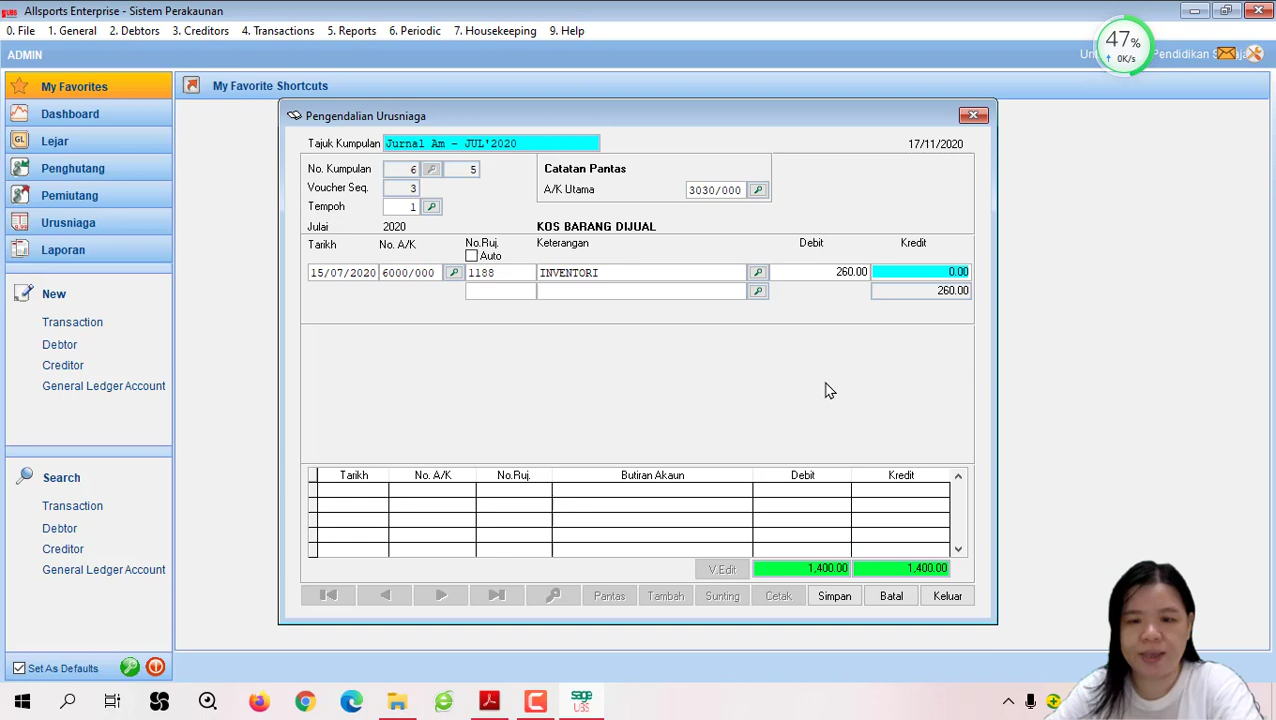 Allsports Enterprise - Sistem Perakaunan
0. File 1. General 2. Debtors 3. Creditors 4. Transactions 5. Reports 6. Periodic 7. Housekeeping 9. Help
ADMIN
Pendidikan
47%
0K/s
My Favorites
My Favorite Shortcuts
Dashboard
Lejar
Penghutang
Pemiutang
Urusniaga
Laporan
New
Transaction
Debtor
Creditor
General Ledger Account
Search
Transaction
Debtor
Creditor
General Ledger Account
Set As Defaults
Pengendalian Urusniaga
Tajuk Kumpulan Jurnal Am - JUL'2020 17/11/2020
No. Kumpulan 6 5 Catatan Pantas
Voucher Seq. 3 A/K Utama 3030/000
Tempoh 1
Julai 2020 KOS BARANG DIJUAL
Tarikh No. A/K No.Ruj. Keterangan Debit Kredit
Auto
15/07/2020 6000/000 1188 INVENTORI 260.00 0.00
260.00
Tarikh No. A/K No.Ruj. Butiran Akaun Debit Kredit
V.Edit 1,400.00 1,400.00
Pantas Tambah Sunting Cetak Simpan Batal Keluar
sage
UBS